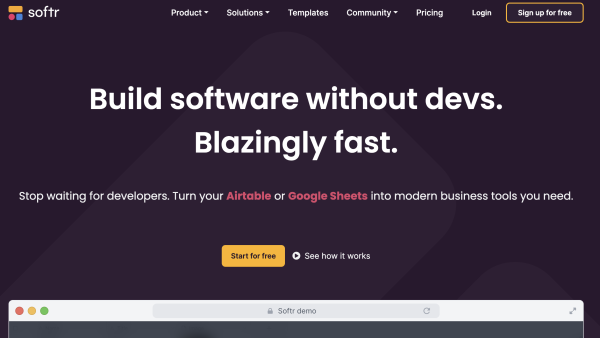 softr
Product Solutions Templates Community Pricing Login Sign up for free
Build software without devs.
Blazingly fast.
Stop waiting for developers. Turn your Airtable or Google Sheets into modern business tools you need.
Start for free See how it works
Softr demo